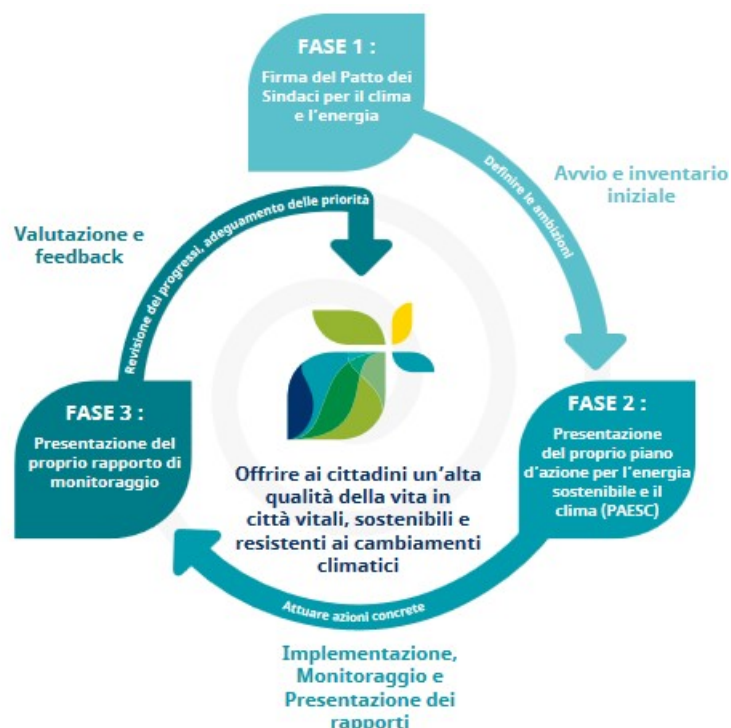 FASE 1 :
Firma del Patto dei
Sindaci per il clima
e l'energia
Definire le ambizioni
Avvio e inventario
iniziale
FASE 2 :
Presentazione
del proprio piano
d'azione per l'energia
sostenibile e il
clima (PAESC)
Attuare azioni concrete
Implementazione,
Monitoraggio e
Presentazione dei
rapporti
FASE 3 :
Presentazione del
proprio rapporto di
monitoraggio
Revisione dei progressi, adeguamento delle priorità
Valutazione e
feedback
Offrire ai cittadini un'alta
qualità della vita in
città vitali, sostenibili e
resistenti ai cambiamenti
climatici